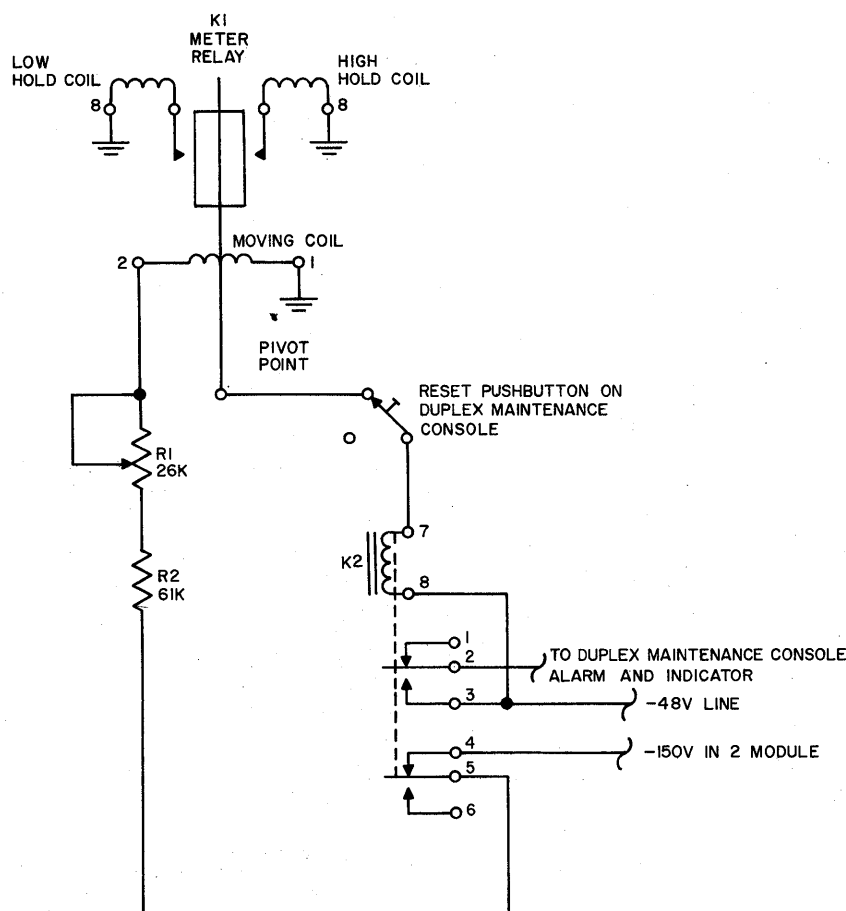 K1
METER
RELAY
LOW
HOLD COIL
HIGH
HOLD COIL
8
8
MOVING COIL
2
1
PIVOT
POINT
RESET PUSHBUTTON ON
DUPLEX MAINTENANCE
CONSOLE
R1
26K
7
K2
8
R2
61K
1
2
TO DUPLEX MAINTENANCE CONSOLE
ALARM AND INDICATOR
3
-48V LINE
4
-150V IN 2 MODULE
5
6